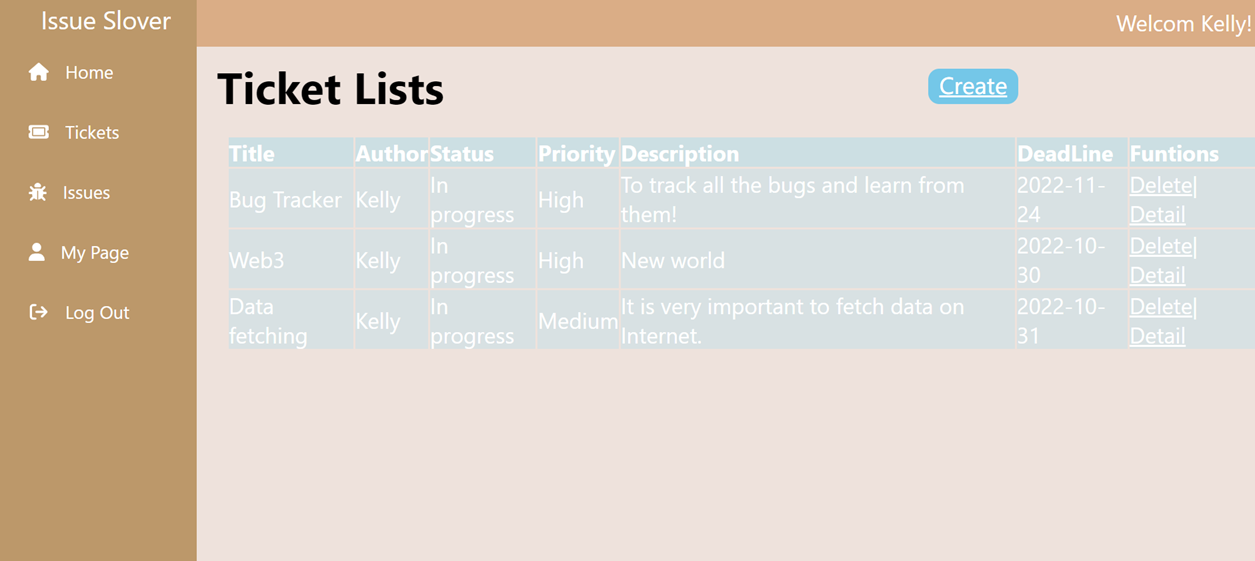 Issue Slover
Welcom Kelly!
Home
Tickets
Issues
My Page
Log Out
Ticket Lists
Create
Title Author Status Priority Description DeadLine Funtions
Bug Tracker Kelly In progress High To track all the bugs and learn from them! 2022-11-24 Delete| Detail
Web3 Kelly In progress High New world 2022-10-30 Delete| Detail
Data fetching Kelly In progress Medium It is very important to fetch data on Internet. 2022-10-31 Delete| Detail